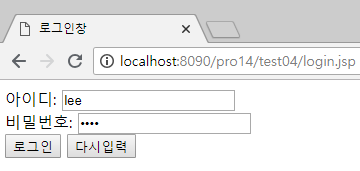 로그인창
localhost:8090/pro14/test04/login.jsp
아이디: lee
비밀번호: ••••
로그인 다시입력